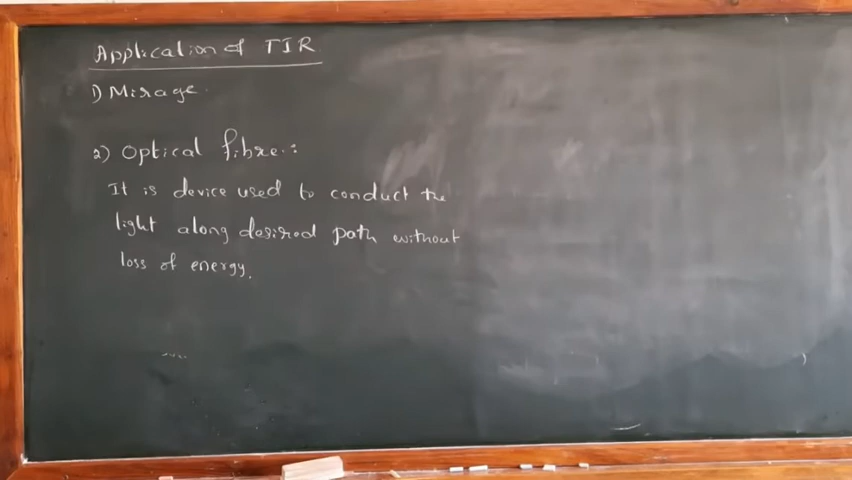 Application of TIR
1) Mirage.
2) Optical fibre.:
It is device used to conduct the
light along desired path without
loss of energy.